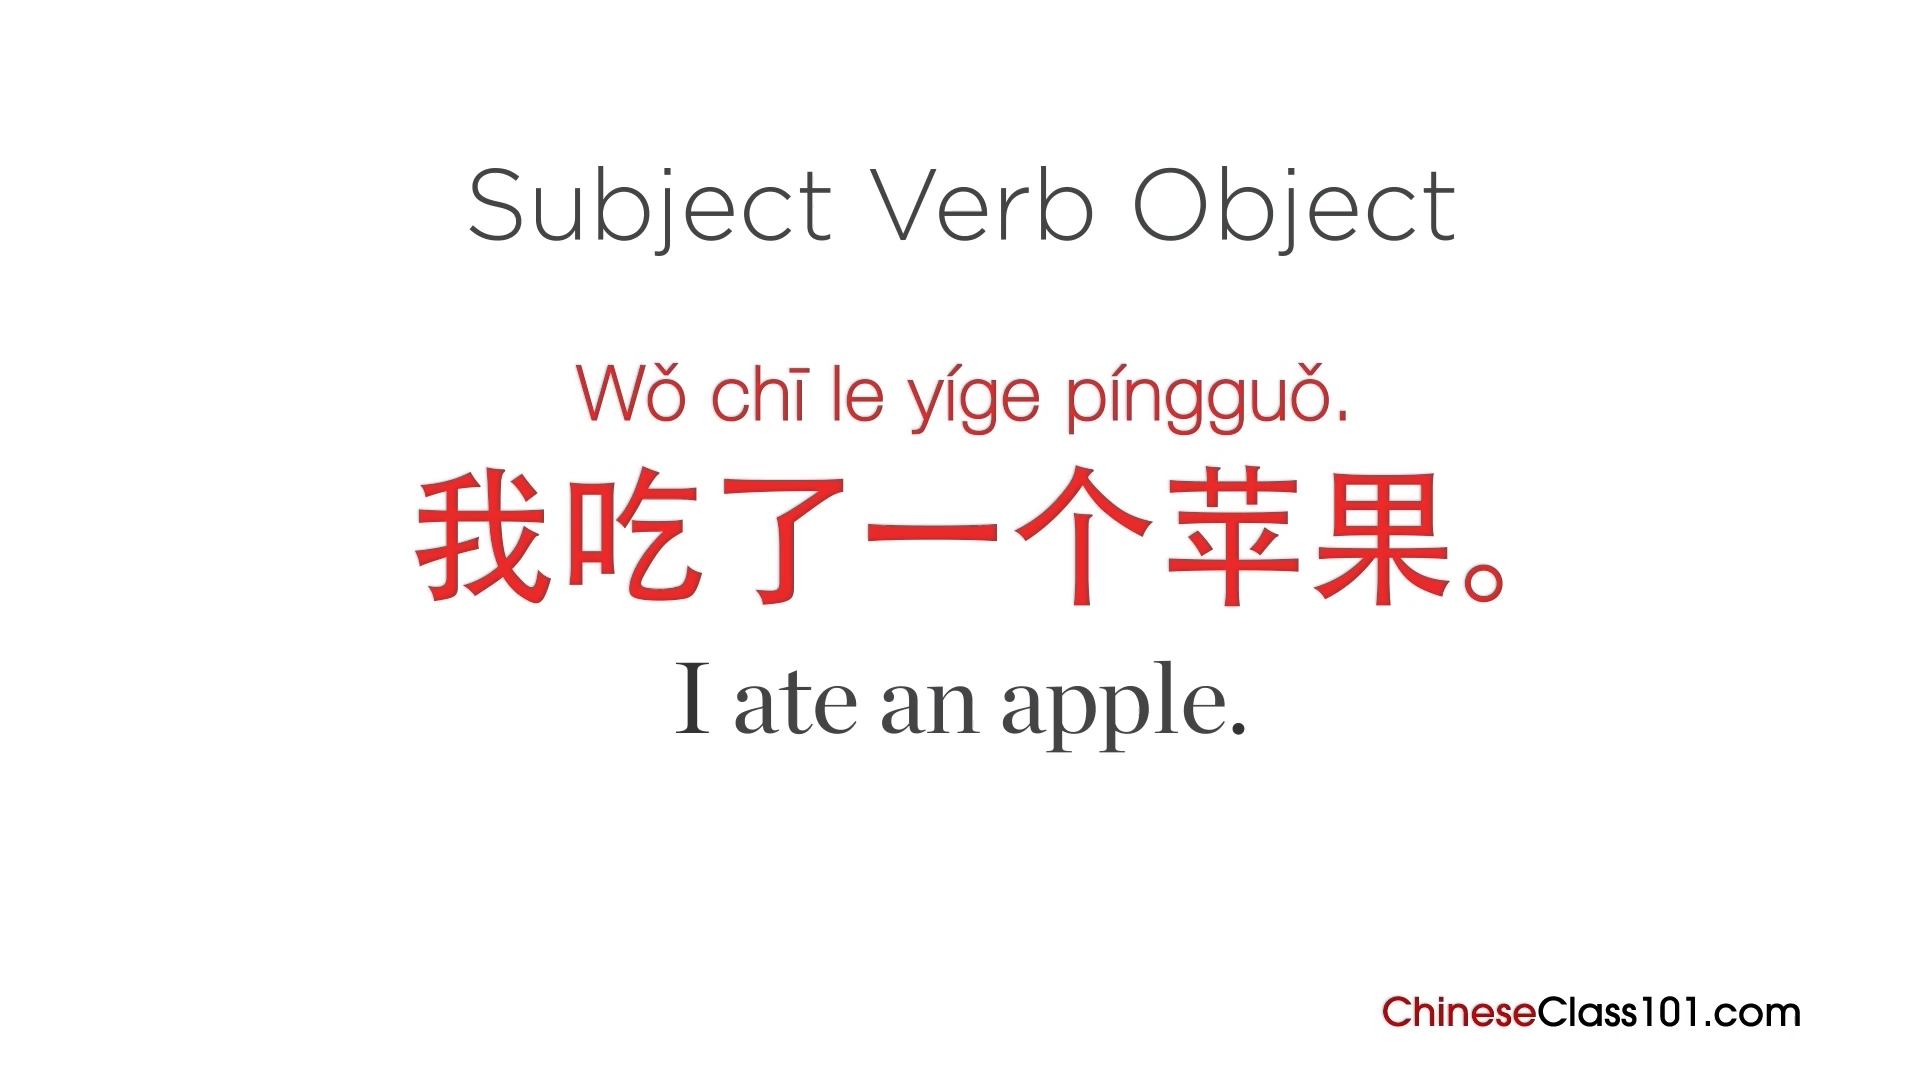 Subject Verb Object
Wǒ chī le yíge píngguǒ.
我吃了一个苹果。
I ate an apple.
ChineseClass101.com